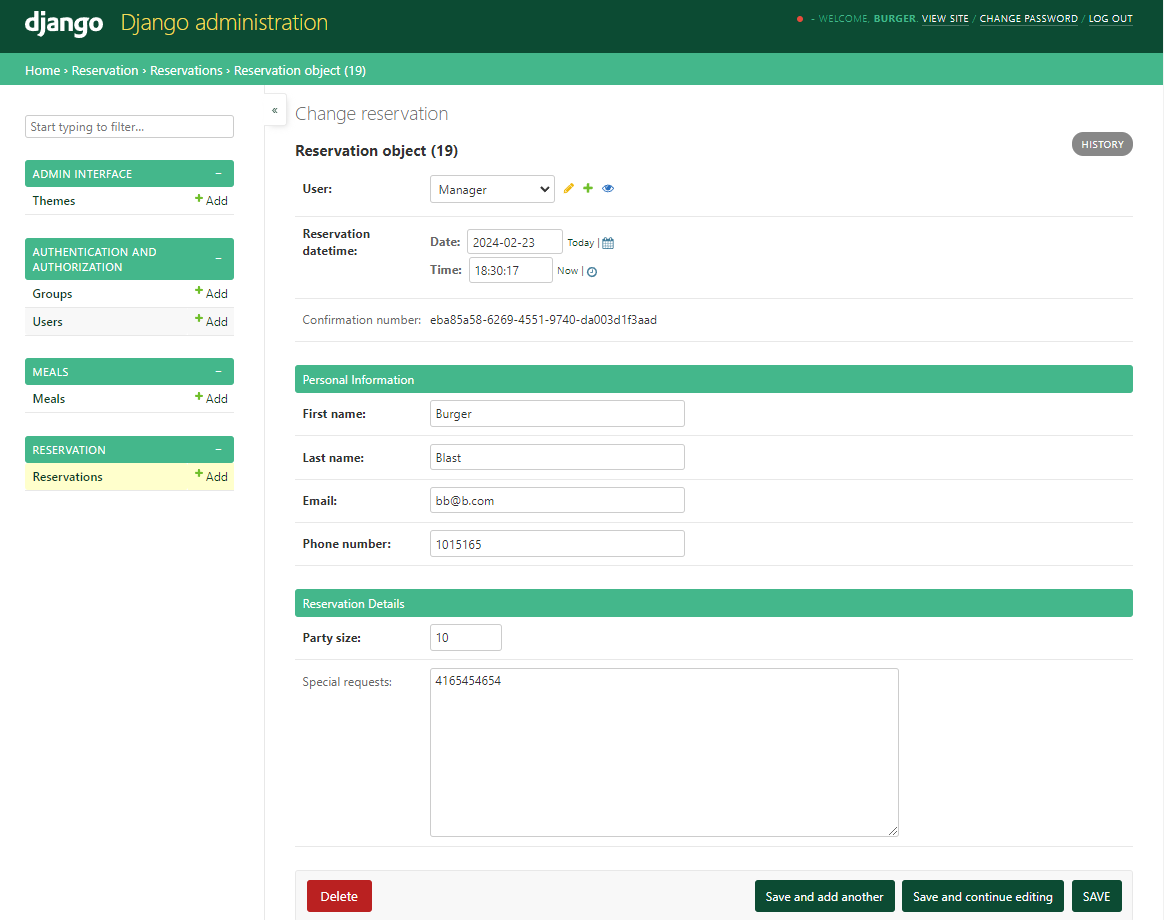 django Django administration
- WELCOME, BURGER. VIEW SITE / CHANGE PASSWORD / LOG OUT
Home › Reservation › Reservations › Reservation object (19)
Start typing to filter...
ADMIN INTERFACE −
Themes + Add
AUTHENTICATION AND
AUTHORIZATION −
Groups + Add
Users + Add
MEALS −
Meals + Add
RESERVATION −
Reservations + Add
«
Change reservation
Reservation object (19)
HISTORY
User: Manager
Reservation
datetime:
Date: 2024-02-23 Today |
Time: 18:30:17 Now |
Confirmation number: eba85a58-6269-4551-9740-da003d1f3aad
Personal Information
First name: Burger
Last name: Blast
Email: bb@b.com
Phone number: 1015165
Reservation Details
Party size: 10
Special requests: 4165454654
Delete
Save and add another
Save and continue editing
SAVE